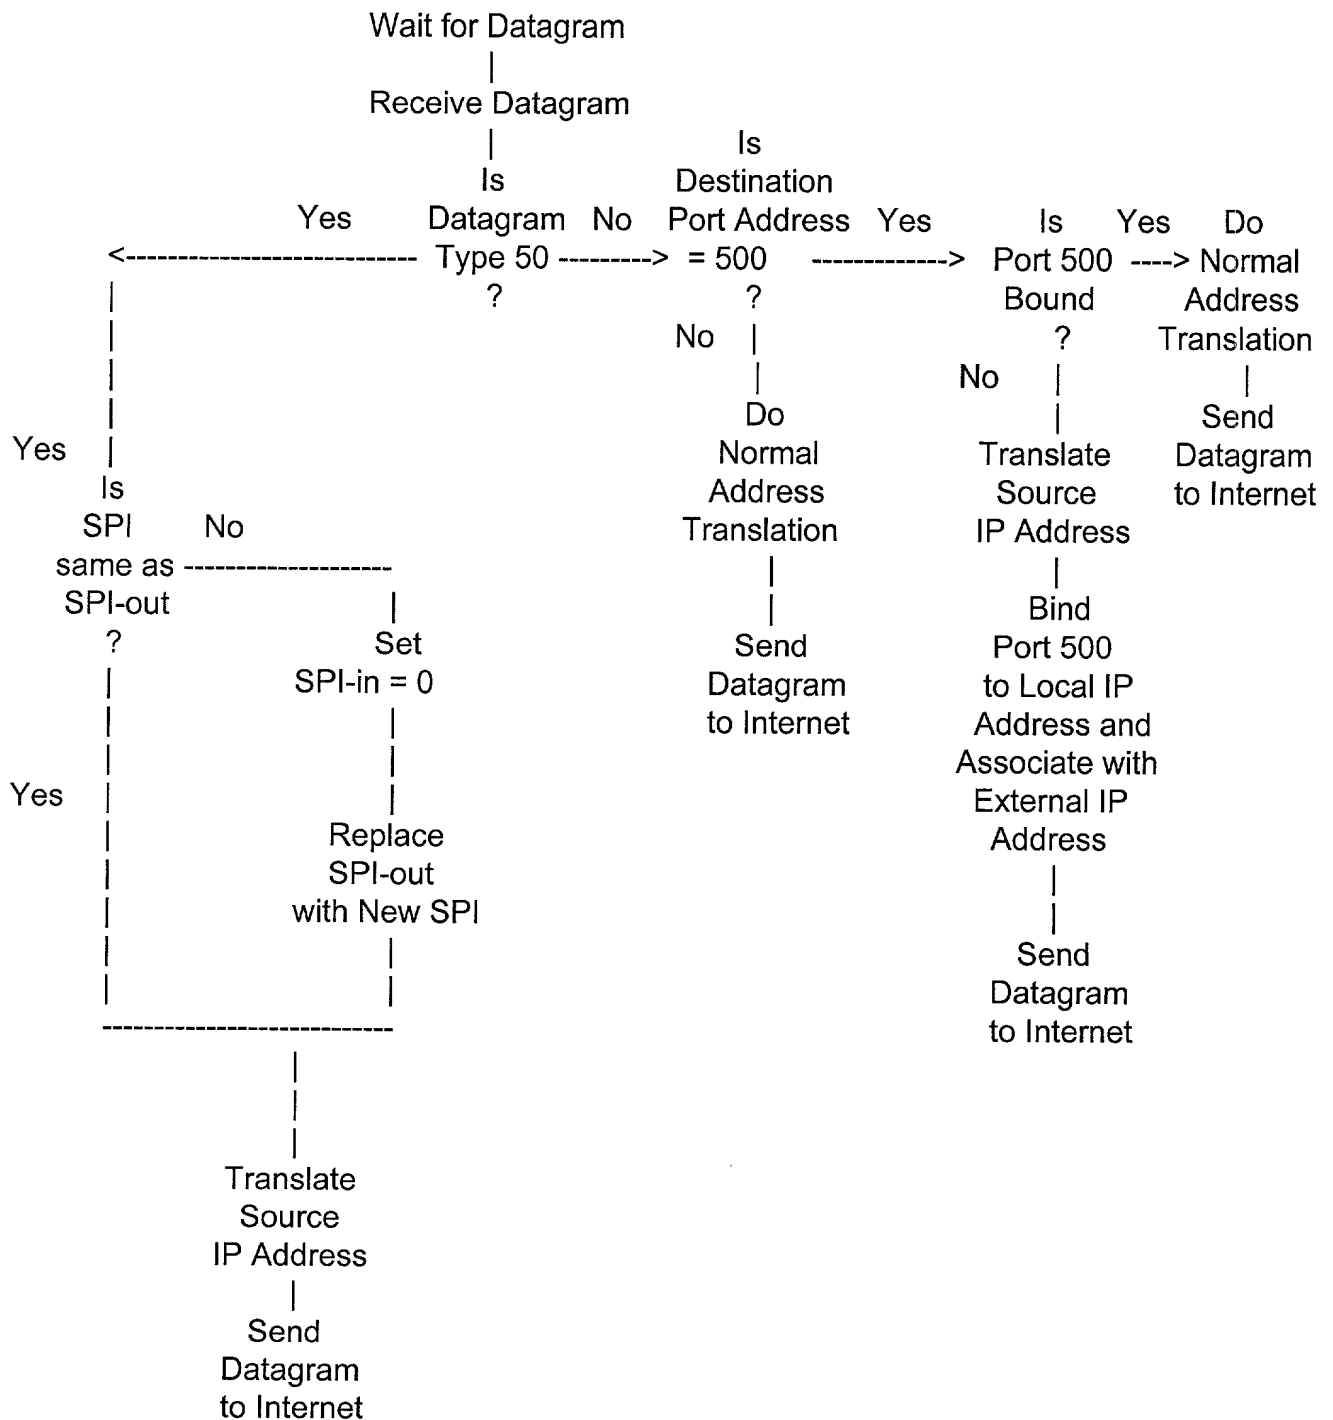 Wait for Datagram
Receive Datagram
Is
Datagram
Type 50
?
Yes
No
Is
Destination
Port Address
= 500
?
Yes
No
Is
Port 500
Bound
?
Yes
No
Do
Normal
Address
Translation
Send
Datagram
to Internet
Do
Normal
Address
Translation
Send
Datagram
to Internet
Translate
Source
IP Address
Bind
Port 500
to Local IP
Address and
Associate with
External IP
Address
Send
Datagram
to Internet
Yes
Is
SPI
same as
SPI-out
?
No
Set
SPI-in = 0
Yes
Replace
SPI-out
with New SPI
Translate
Source
IP Address
Send
Datagram
to Internet